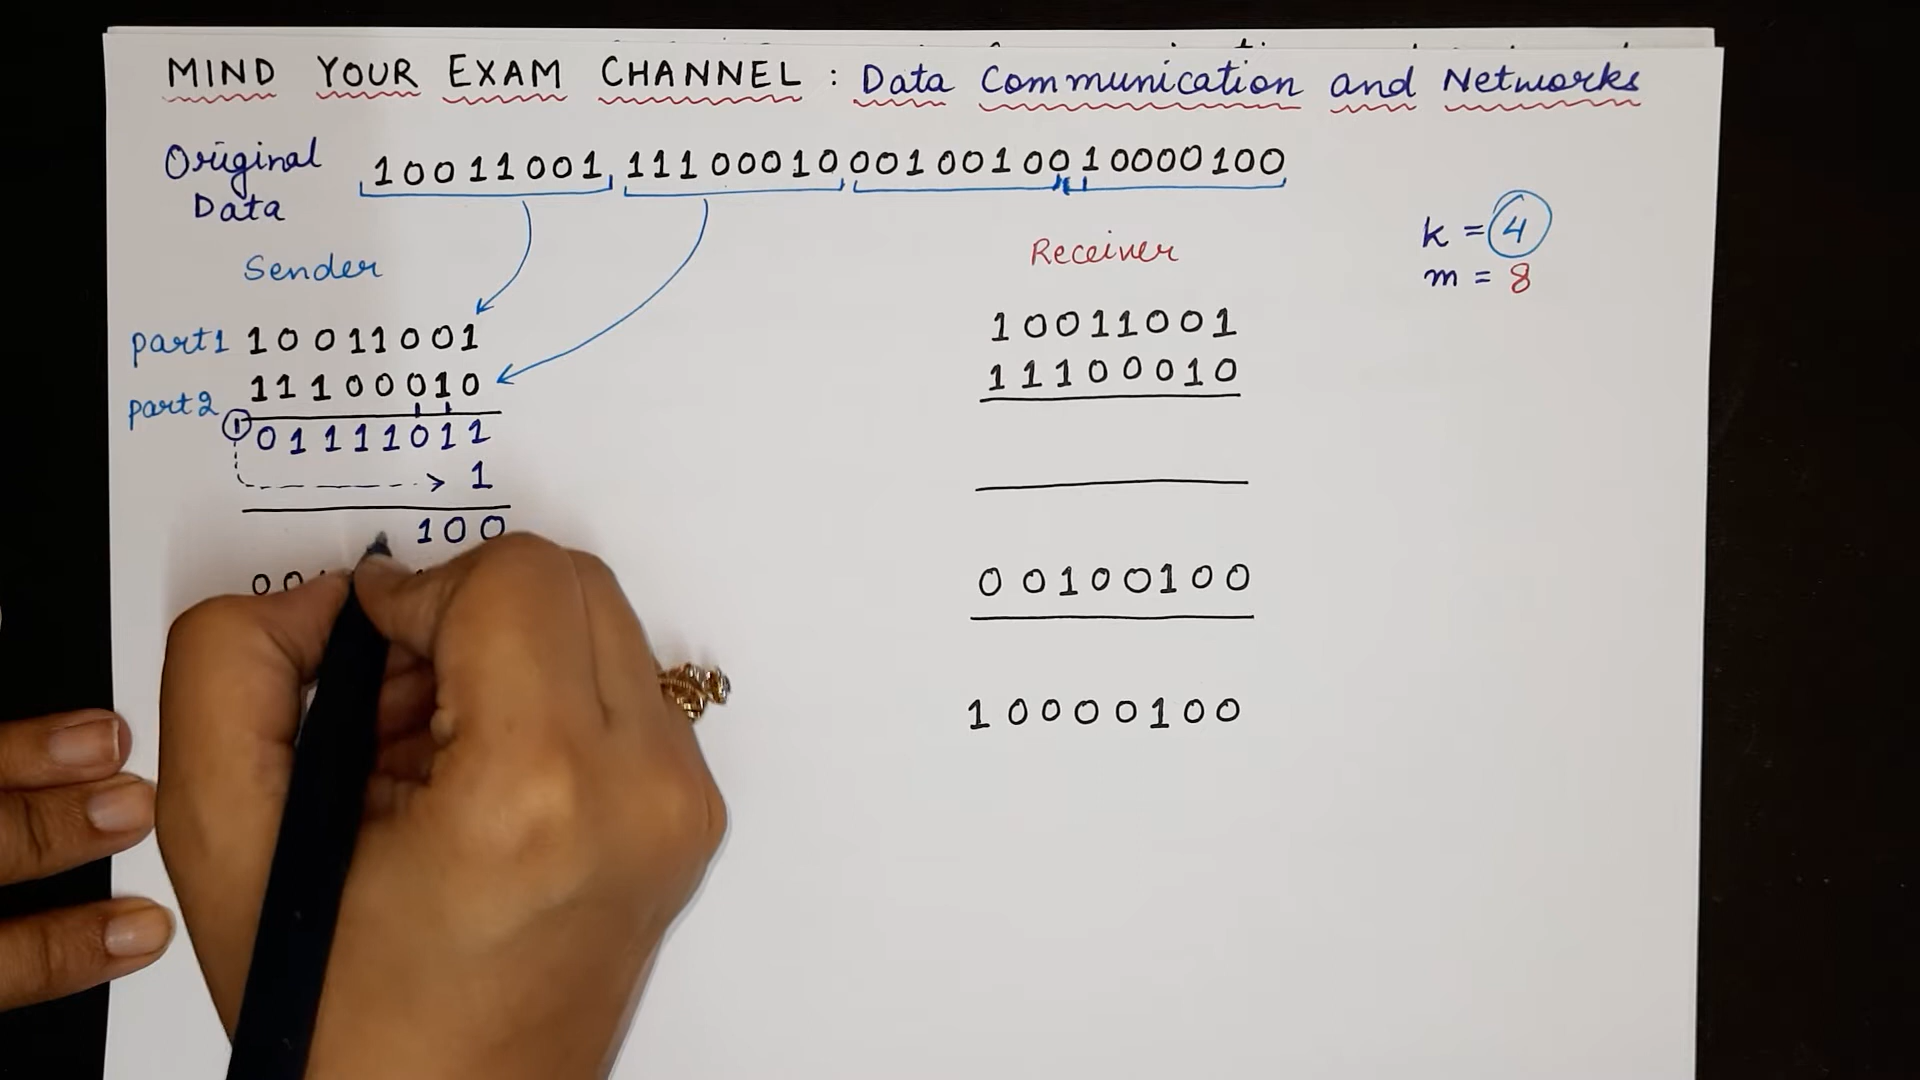 MIND YOUR EXAM CHANNEL : Data Communication and Networks
Original Data 10011001 11100010 00100100 10000100
k = 4
m = 8
Sender
part1 10011001
part2 11100010
1 01111011
1
100
00
Receiver
10011001
11100010
00100100
10000100